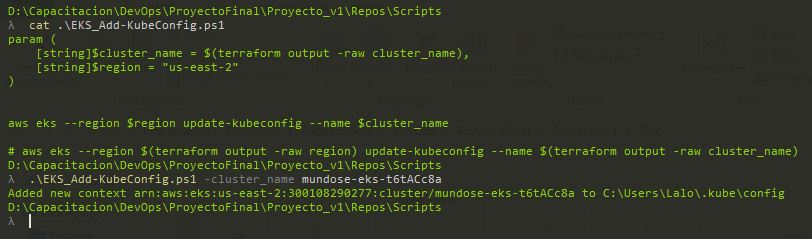 D:\Capacitacion\DevOps\ProyectoFinal\Proyecto_v1\Repos\Scripts
λ  cat .\EKS_Add-KubeConfig.ps1
param (
    [string]$cluster_name = $(terraform output -raw cluster_name),
    [string]$region = "us-east-2"
)
aws eks --region $region update-kubeconfig --name $cluster_name
# aws eks --region $(terraform output -raw region) update-kubeconfig --name $(terraform output -raw cluster_name)
D:\Capacitacion\DevOps\ProyectoFinal\Proyecto_v1\Repos\Scripts
λ  .\EKS_Add-KubeConfig.ps1 -cluster_name mundose-eks-t6tACc8a
Added new context arn:aws:eks:us-east-2:300108290277:cluster/mundose-eks-t6tACc8a to C:\Users\Lalo\.kube\config
D:\Capacitacion\DevOps\ProyectoFinal\Proyecto_v1\Repos\Scripts
λ